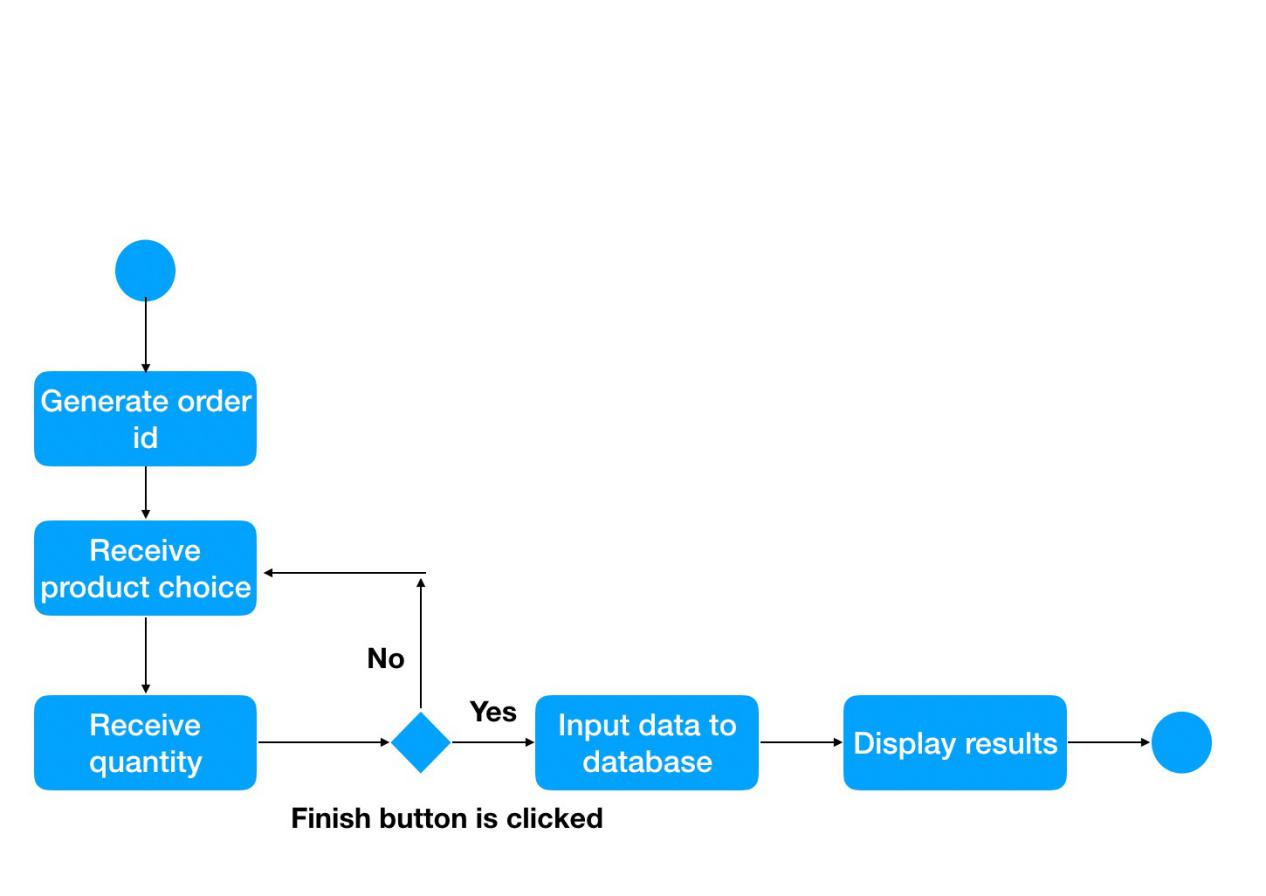 Generate order
id
Receive
product choice
No
Yes
Receive
quantity
Input data to
database
Display results
Finish button is clicked